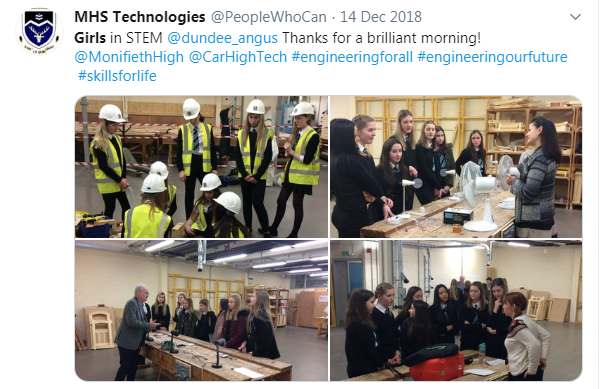 MHS Technologies @PeopleWhoCan · 14 Dec 2018
Girls in STEM @dundee_angus Thanks for a brilliant morning!
@MonifiethHigh @CarHighTech #engineeringforall #engineeringourfuture
#skillsforlife